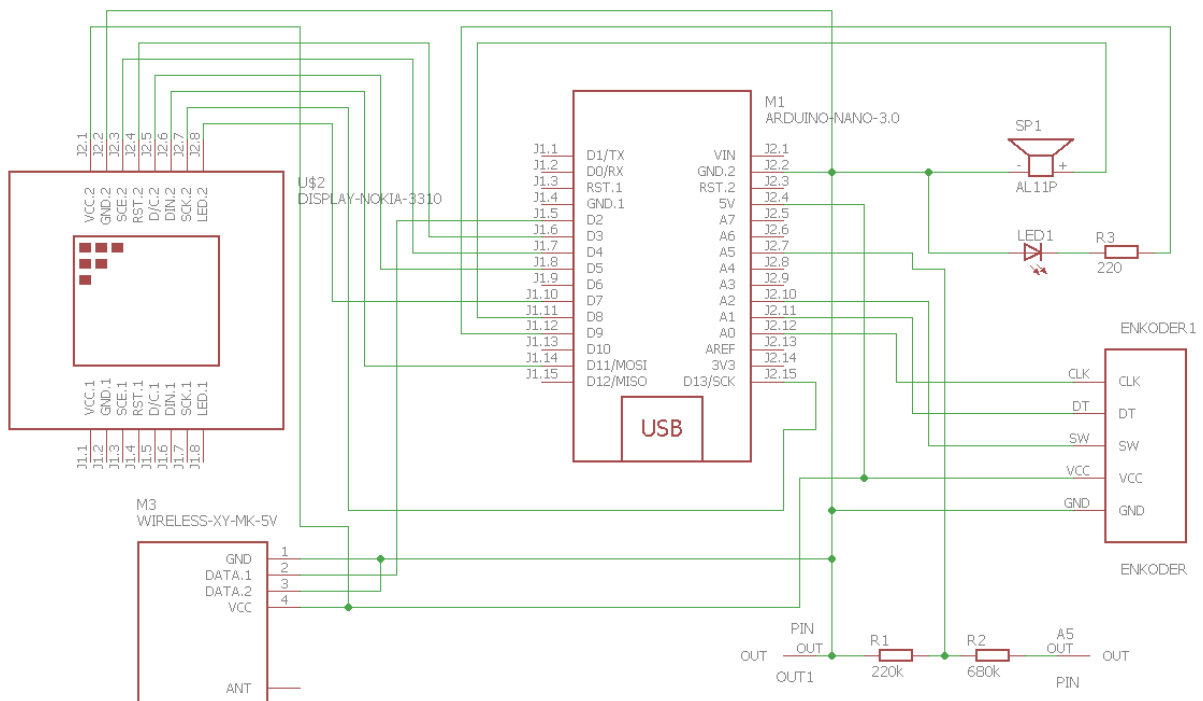 M1
ARDUINO-NANO-3.0
J1.1 D1/TX VIN J2.1
J1.2 D0/RX GND.2 J2.2
J1.3 RST.1 RST.2 J2.3
J1.4 GND.1 5V J2.4
J1.5 D2 A7 J2.5
J1.6 D3 A6 J2.6
J1.7 D4 A5 J2.7
J1.8 D5 A4 J2.8
J1.9 D6 A3 J2.9
J1.10 D7 A2 J2.10
J1.11 D8 A1 J2.11
J1.12 D9 A0 J2.12
J1.13 D10 AREF J2.13
J1.14 D11/MOSI 3V3 J2.14
J1.15 D12/MISO D13/SCK J2.15
USB
SP1
- +
AL11P
LED1
R3
220
U$2
DISPLAY-NOKIA-3310
J2.1 J2.2 J2.3 J2.4 J2.5 J2.6 J2.7 J2.8
VCC.2 GND.2 SCE.2 RST.2 D/C.2 DIN.2 SCK.2 LED.2
VCC.1 GND.1 SCE.1 RST.1 D/C.1 DIN.1 SCK.1 LED.1
J1.1 J1.2 J1.3 J1.4 J1.5 J1.6 J1.7 J1.8
ENKODER1
CLK CLK
DT DT
SW SW
VCC VCC
GND GND
ENKODER
M3
WIRELESS-XY-MK-5V
GND 1
DATA.1 2
DATA.2 3
VCC 4
ANT
PIN
OUT OUT
OUT1
R1
220k
R2
680k
A5
OUT OUT
PIN